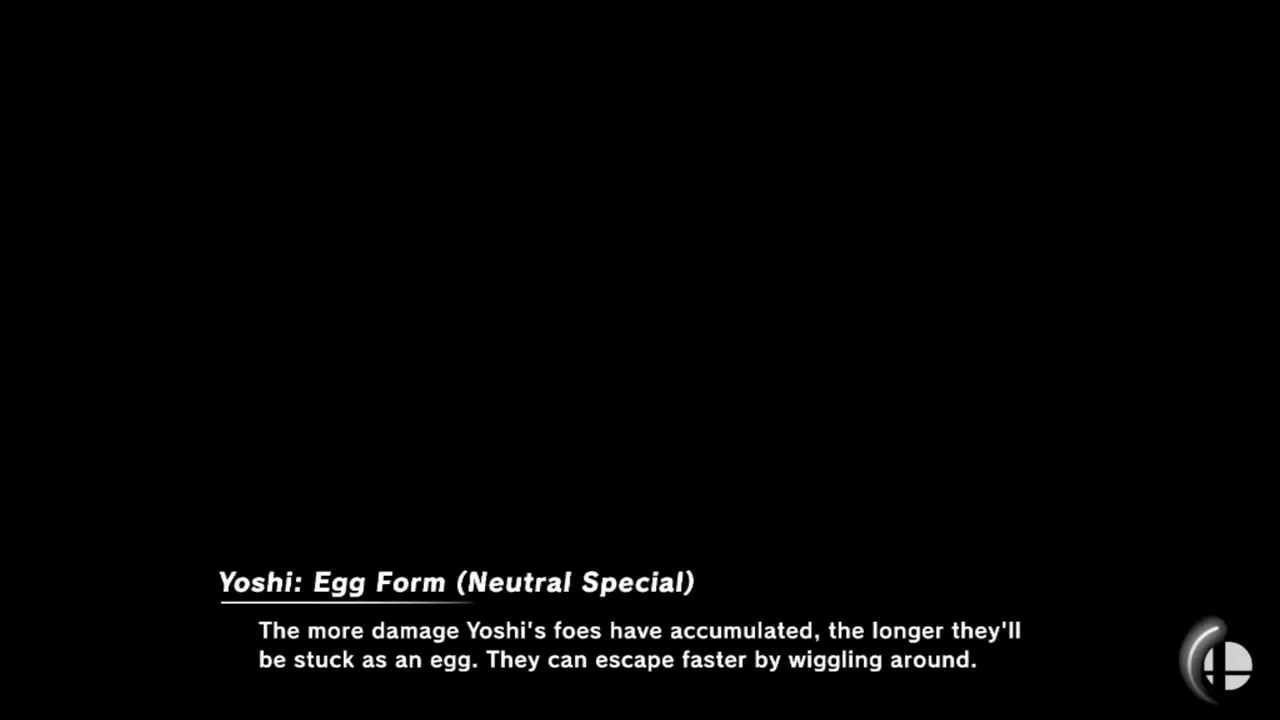 Yoshi: Egg Form (Neutral Special)
The more damage Yoshi's foes have accumulated, the longer they'll
be stuck as an egg. They can escape faster by wiggling around.